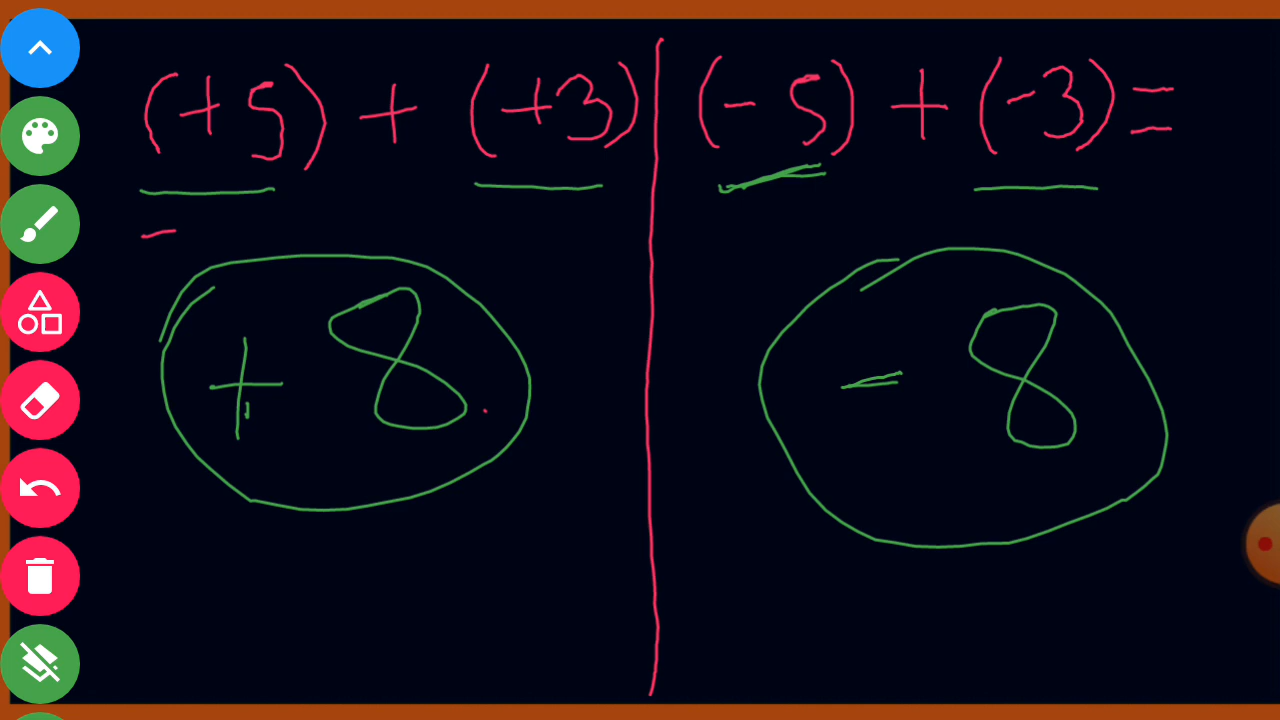 (+5) + (+3)
=
+8
(-5) + (-3) =
-8